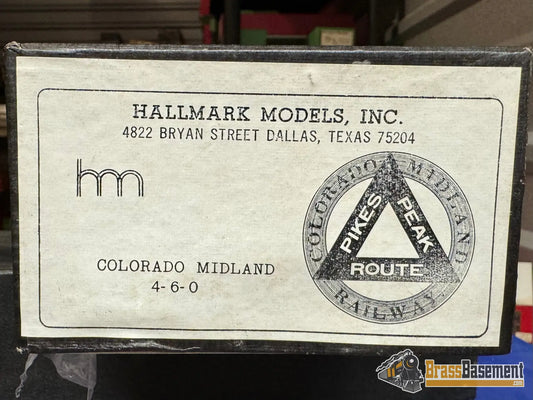 HALLMARK MODELS, INC.
4822 BRYAN STREET DALLAS, TEXAS 75204
hmm
COLORADO MIDLAND
RAILWAY
PIKES
PEAK
ROUTE
COLORADO MIDLAND
4-6-0
BrassBasement.com